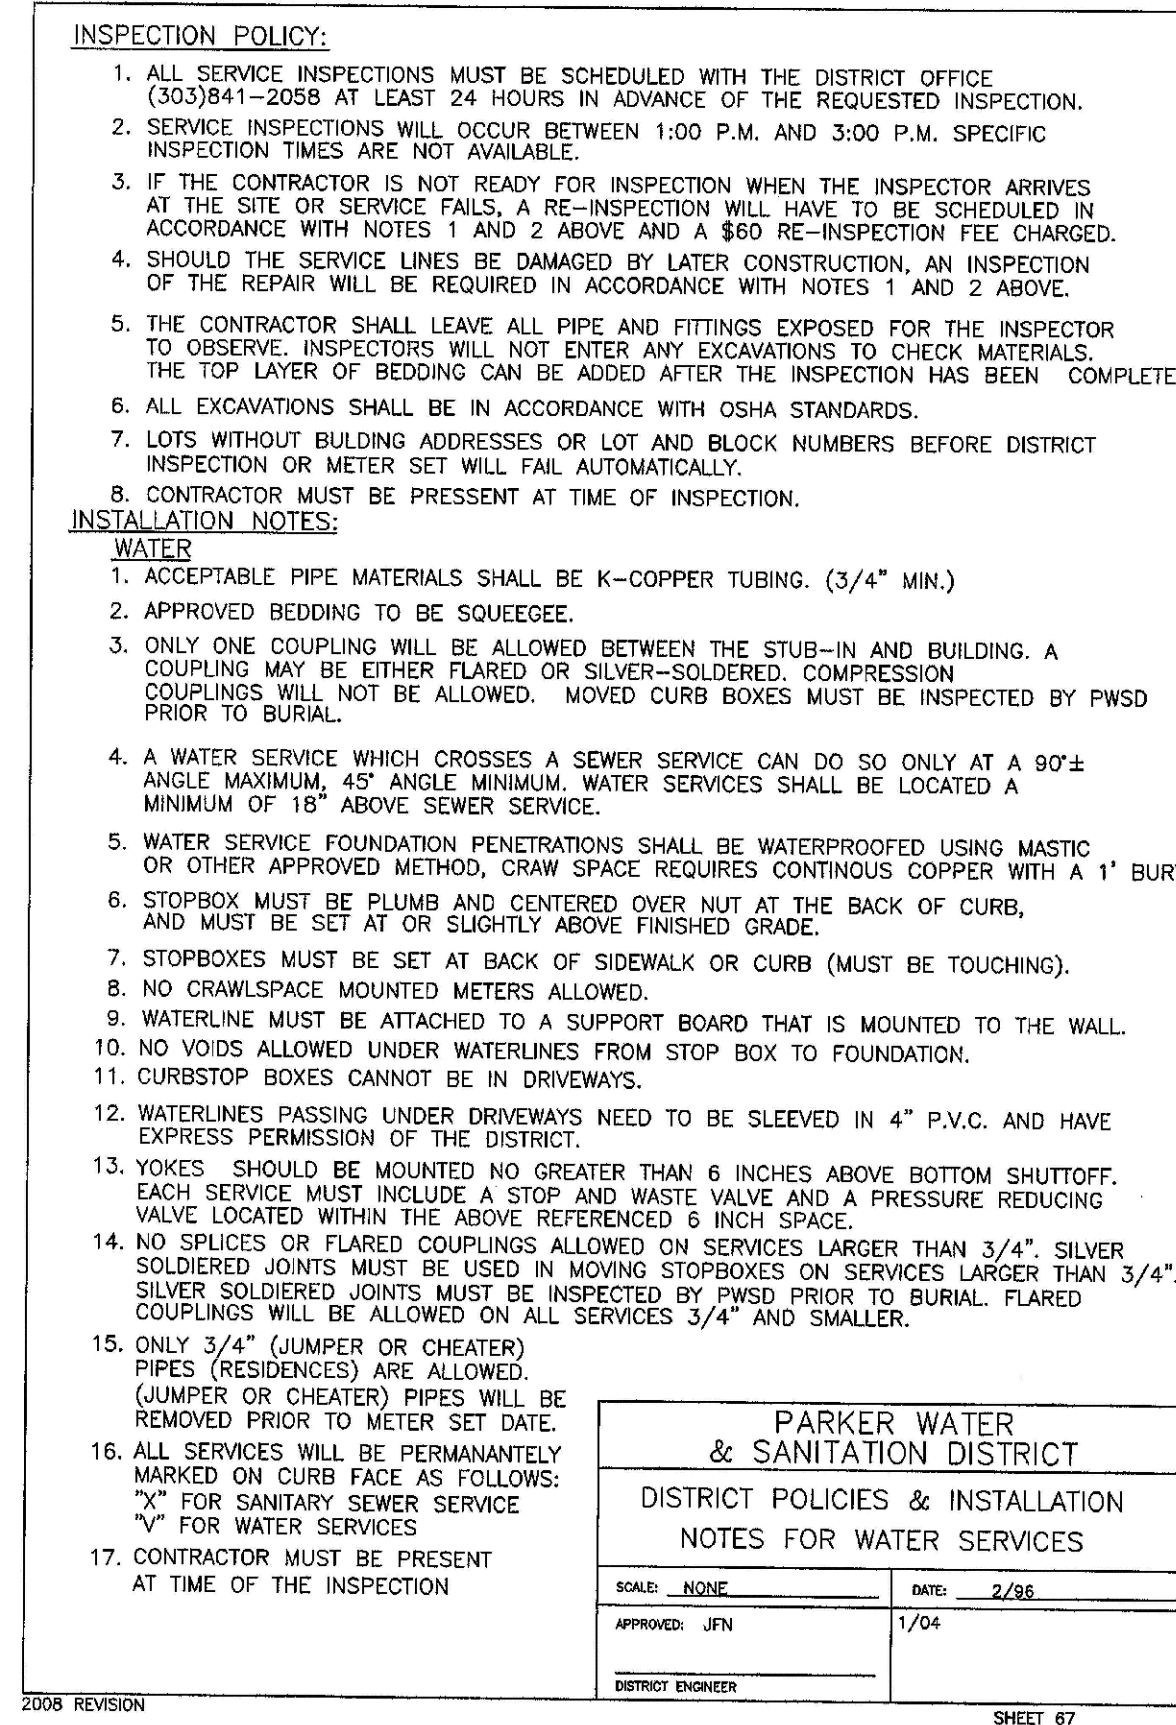 INSPECTION POLICY:
1. ALL SERVICE INSPECTIONS MUST BE SCHEDULED WITH THE DISTRICT OFFICE
(303)841-2058 AT LEAST 24 HOURS IN ADVANCE OF THE REQUESTED INSPECTION.
2. SERVICE INSPECTIONS WILL OCCUR BETWEEN 1:00 P.M. AND 3:00 P.M. SPECIFIC
INSPECTION TIMES ARE NOT AVAILABLE.
3. IF THE CONTRACTOR IS NOT READY FOR INSPECTION WHEN THE INSPECTOR ARRIVES
AT THE SITE OR SERVICE FAILS, A RE-INSPECTION WILL HAVE TO BE SCHEDULED IN
ACCORDANCE WITH NOTES 1 AND 2 ABOVE AND A $60 RE-INSPECTION FEE CHARGED.
4. SHOULD THE SERVICE LINES BE DAMAGED BY LATER CONSTRUCTION, AN INSPECTION
OF THE REPAIR WILL BE REQUIRED IN ACCORDANCE WITH NOTES 1 AND 2 ABOVE.
5. THE CONTRACTOR SHALL LEAVE ALL PIPE AND FITTINGS EXPOSED FOR THE INSPECTOR
TO OBSERVE. INSPECTORS WILL NOT ENTER ANY EXCAVATIONS TO CHECK MATERIALS.
THE TOP LAYER OF BEDDING CAN BE ADDED AFTER THE INSPECTION HAS BEEN COMPLETE
6. ALL EXCAVATIONS SHALL BE IN ACCORDANCE WITH OSHA STANDARDS.
7. LOTS WITHOUT BULDING ADDRESSES OR LOT AND BLOCK NUMBERS BEFORE DISTRICT
INSPECTION OR METER SET WILL FAIL AUTOMATICALLY.
8. CONTRACTOR MUST BE PRESSENT AT TIME OF INSPECTION.
INSTALLATION NOTES:
WATER
1. ACCEPTABLE PIPE MATERIALS SHALL BE K-COPPER TUBING. (3/4" MIN.)
2. APPROVED BEDDING TO BE SQUEEGEE.
3. ONLY ONE COUPLING WILL BE ALLOWED BETWEEN THE STUB-IN AND BUILDING. A
COUPLING MAY BE EITHER FLARED OR SILVER-SOLDERED. COMPRESSION
COUPLINGS WILL NOT BE ALLOWED. MOVED CURB BOXES MUST BE INSPECTED BY PWSD
PRIOR TO BURIAL.
4. A WATER SERVICE WHICH CROSSES A SEWER SERVICE CAN DO SO ONLY AT A 90°±
ANGLE MAXIMUM, 45° ANGLE MINIMUM. WATER SERVICES SHALL BE LOCATED A
MINIMUM OF 18" ABOVE SEWER SERVICE.
5. WATER SERVICE FOUNDATION PENETRATIONS SHALL BE WATERPROOFED USING MASTIC
OR OTHER APPROVED METHOD, CRAW SPACE REQUIRES CONTINOUS COPPER WITH A 1' BUR
6. STOPBOX MUST BE PLUMB AND CENTERED OVER NUT AT THE BACK OF CURB,
AND MUST BE SET AT OR SLIGHTLY ABOVE FINISHED GRADE.
7. STOPBOXES MUST BE SET AT BACK OF SIDEWALK OR CURB (MUST BE TOUCHING).
8. NO CRAWLSPACE MOUNTED METERS ALLOWED.
9. WATERLINE MUST BE ATTACHED TO A SUPPORT BOARD THAT IS MOUNTED TO THE WALL.
10. NO VOIDS ALLOWED UNDER WATERLINES FROM STOP BOX TO FOUNDATION.
11. CURBSTOP BOXES CANNOT BE IN DRIVEWAYS.
12. WATERLINES PASSING UNDER DRIVEWAYS NEED TO BE SLEEVED IN 4" P.V.C. AND HAVE
EXPRESS PERMISSION OF THE DISTRICT.
13. YOKES SHOULD BE MOUNTED NO GREATER THAN 6 INCHES ABOVE BOTTOM SHUTTOFF.
EACH SERVICE MUST INCLUDE A STOP AND WASTE VALVE AND A PRESSURE REDUCING
VALVE LOCATED WITHIN THE ABOVE REFERENCED 6 INCH SPACE.
14. NO SPLICES OR FLARED COUPLINGS ALLOWED ON SERVICES LARGER THAN 3/4". SILVER
SOLDIERED JOINTS MUST BE USED IN MOVING STOPBOXES ON SERVICES LARGER THAN 3/4".
SILVER SOLDIERED JOINTS MUST BE INSPECTED BY PWSD PRIOR TO BURIAL. FLARED
COUPLINGS WILL BE ALLOWED ON ALL SERVICES 3/4" AND SMALLER.
15. ONLY 3/4" (JUMPER OR CHEATER)
PIPES (RESIDENCES) ARE ALLOWED.
(JUMPER OR CHEATER) PIPES WILL BE
REMOVED PRIOR TO METER SET DATE.
16. ALL SERVICES WILL BE PERMANANTELY
MARKED ON CURB FACE AS FOLLOWS:
"X" FOR SANITARY SEWER SERVICE
"V" FOR WATER SERVICES
17. CONTRACTOR MUST BE PRESENT
AT TIME OF THE INSPECTION
PARKER WATER
& SANITATION DISTRICT
DISTRICT POLICIES & INSTALLATION
NOTES FOR WATER SERVICES
SCALE: NONE
DATE: 2/96
APPROVED: JFN
1/04
DISTRICT ENGINEER
2008 REVISION
SHEET 67